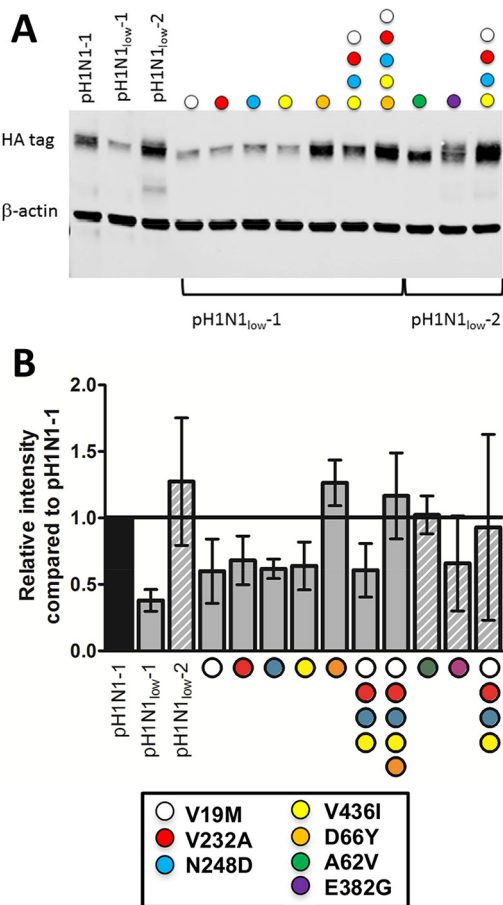 A
pH1N1-1
pH1N1low-1
pH1N1low-2
HA tag
β-actin
pH1N1low-1
pH1N1low-2
B
Relative intensity
compared to pH1N1-1
2.0
1.5
1.0
0.5
0.0
pH1N1-1
pH1N1low-1
pH1N1low-2
V19M
V232A
N248D
V436I
D66Y
A62V
E382G